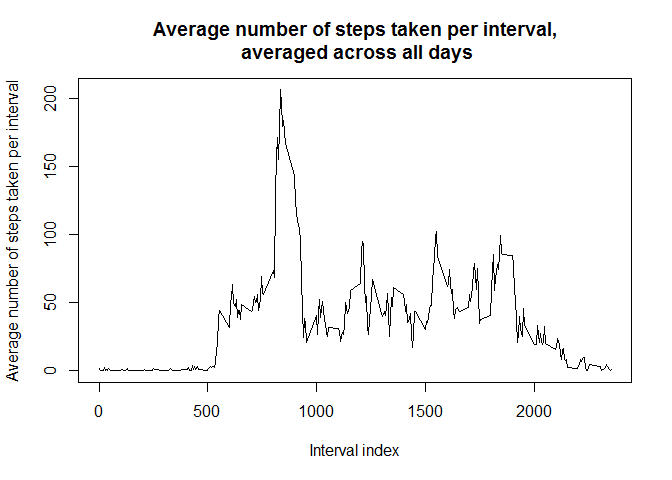 Average number of steps taken per interval,
averaged across all days
Average number of steps taken per interval
200
150
100
50
0
0 500 1000 1500 2000
Interval index